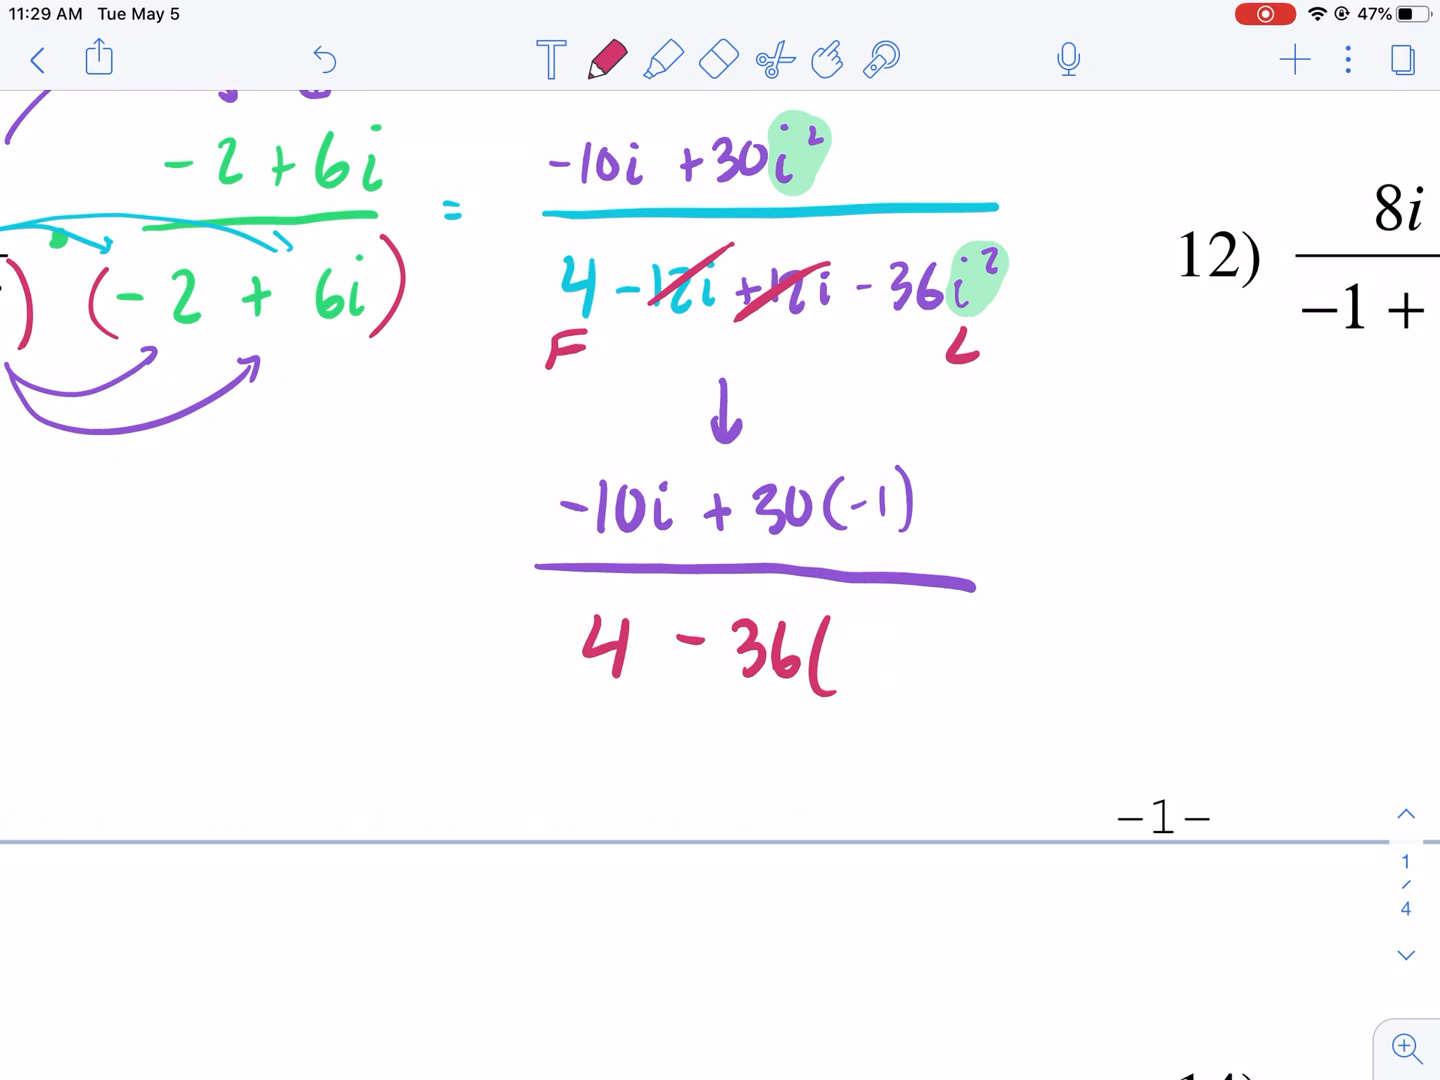 11:29 AM Tue May 5
47%
T
-2 + 6i
= -10i + 30i²
) (-2 + 6i)
4 - 12i + 12i - 36i²
F L
-10i + 30(-1)
4 - 36(
12) 8i
-1 +
-1-
1
/
4